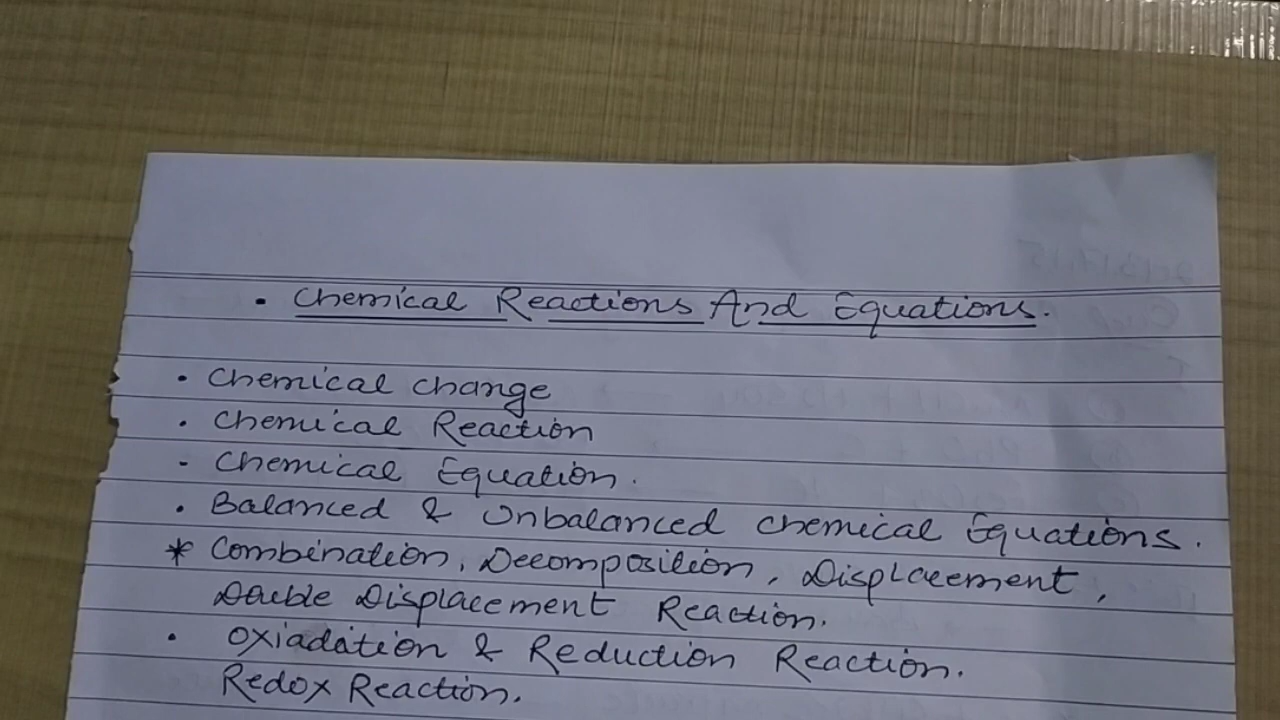 • Chemical Reactions And Equations.
• Chemical change
• Chemical Reaction
- Chemical Equation.
• Balanced & Unbalanced Chemical Equations.
* Combination, Decomposition, Displacement,
Double Displacement Reaction.
• Oxiadation & Reduction Reaction.
Redox Reaction.